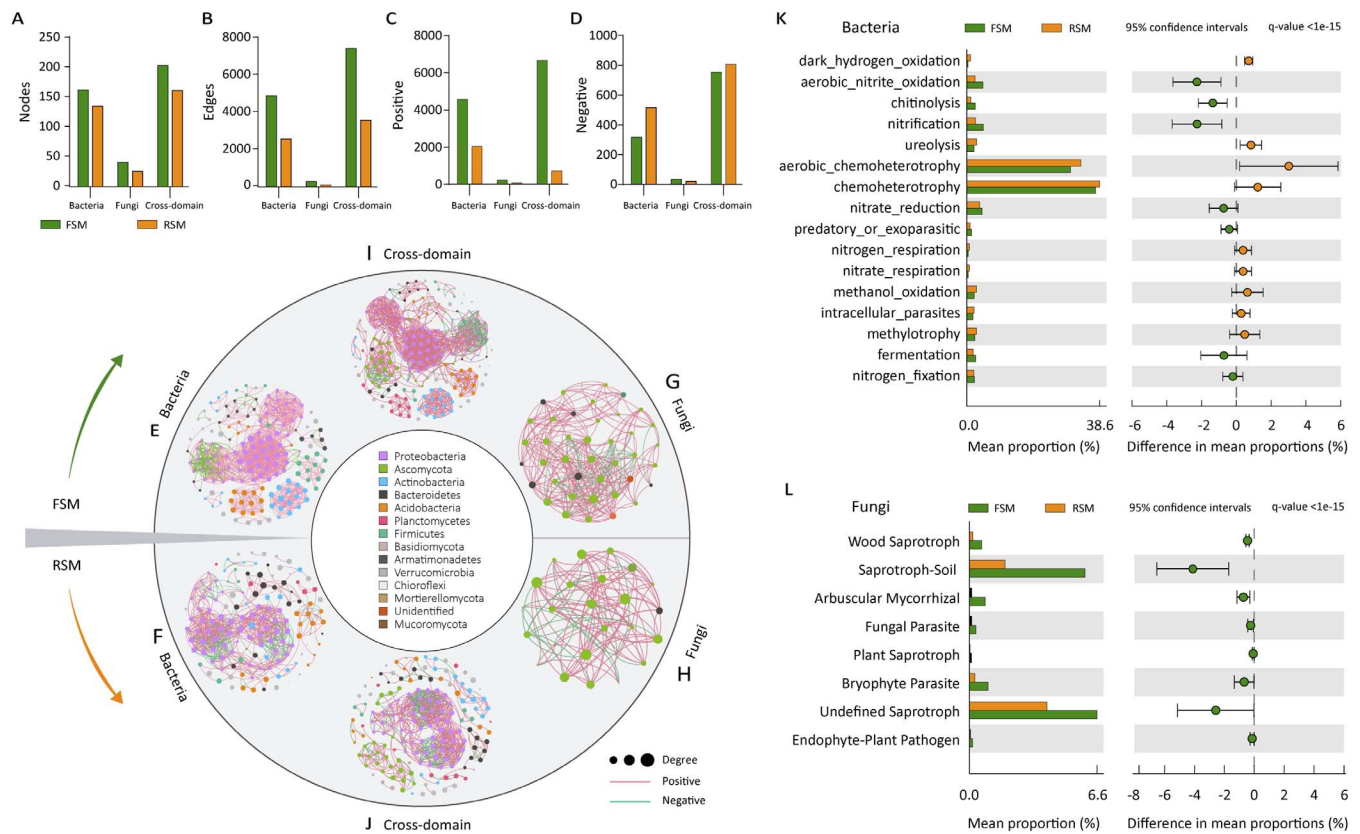 A
B
C
D
Nodes
250
200
150
100
50
0
Bacteria Fungi Cross-domain
Edges
8000
6000
4000
2000
0
Bacteria Fungi Cross-domain
Positive
8000
6000
4000
2000
0
Bacteria Fungi Cross-domain
Negative
1000
800
600
400
200
0
Bacteria Fungi Cross-domain
FSM RSM
I Cross-domain
Bacteria
E
G
Fungi
FSM
RSM
F
Bacteria
Fungi
H
J Cross-domain
Proteobacteria
Ascomycota
Actinobacteria
Bacteroidetes
Acidobacteria
Planctomycetes
Firmicutes
Basidiomycota
Armatimonadetes
Verrucomicrobia
Chioroflexi
Mortierellomycota
Unidentified
Mucoromycota
Degree
Positive
Negative
K Bacteria FSM RSM 95% confidence intervals q-value <1e-15
dark_hydrogen_oxidation
aerobic_nitrite_oxidation
chitinolysis
nitrification
ureolysis
aerobic_chemoheterotrophy
chemoheterotrophy
nitrate_reduction
predatory_or_exoparasitic
nitrogen_respiration
nitrate_respiration
methanol_oxidation
intracellular_parasites
methylotrophy
fermentation
nitrogen_fixation
0.0 38.6 -6 -4 -2 0 2 4 6
Mean proportion (%) Difference in mean proportions (%)
L Fungi FSM RSM 95% confidence intervals q-value <1e-15
Wood Saprotroph
Saprotroph-Soil
Arbuscular Mycorrhizal
Fungal Parasite
Plant Saprotroph
Bryophyte Parasite
Undefined Saprotroph
Endophyte-Plant Pathogen
0.0 6.6 -8 -6 -4 -2 0 2 4 6
Mean proportion (%) Difference in mean proportions (%)